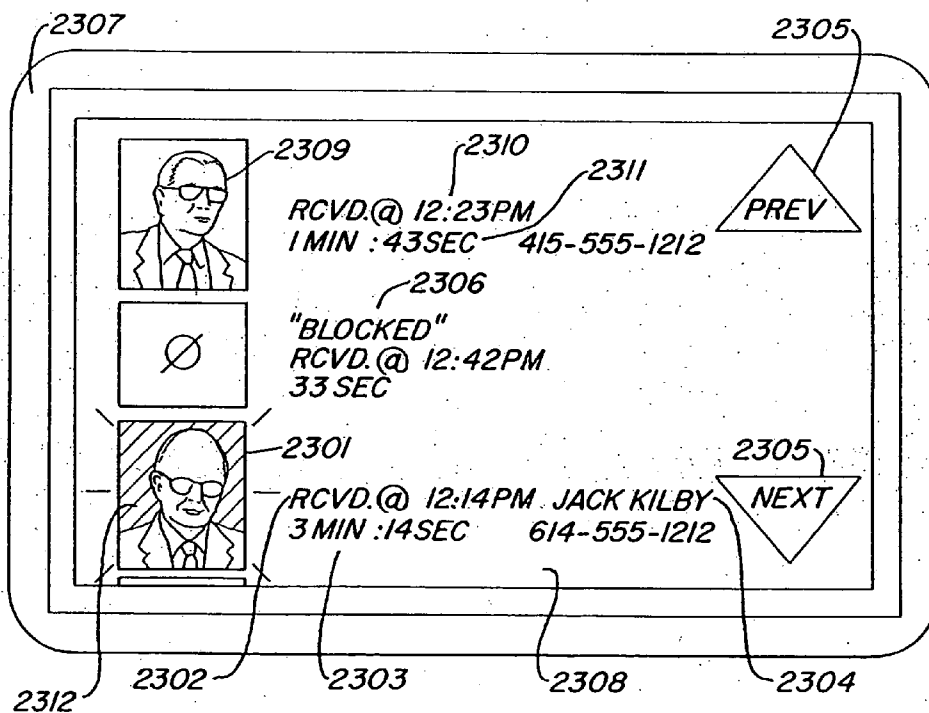 2307
2305
2309
2310
2311
RCVD.@ 12:23PM
1 MIN :43SEC 415-555-1212
PREV
2306
"BLOCKED"
RCVD.@ 12:42PM
33 SEC
2301
2305
RCVD.@ 12:14PM JACK KILBY
3 MIN :14SEC 614-555-1212
NEXT
2312
2302
2303
2308
2304